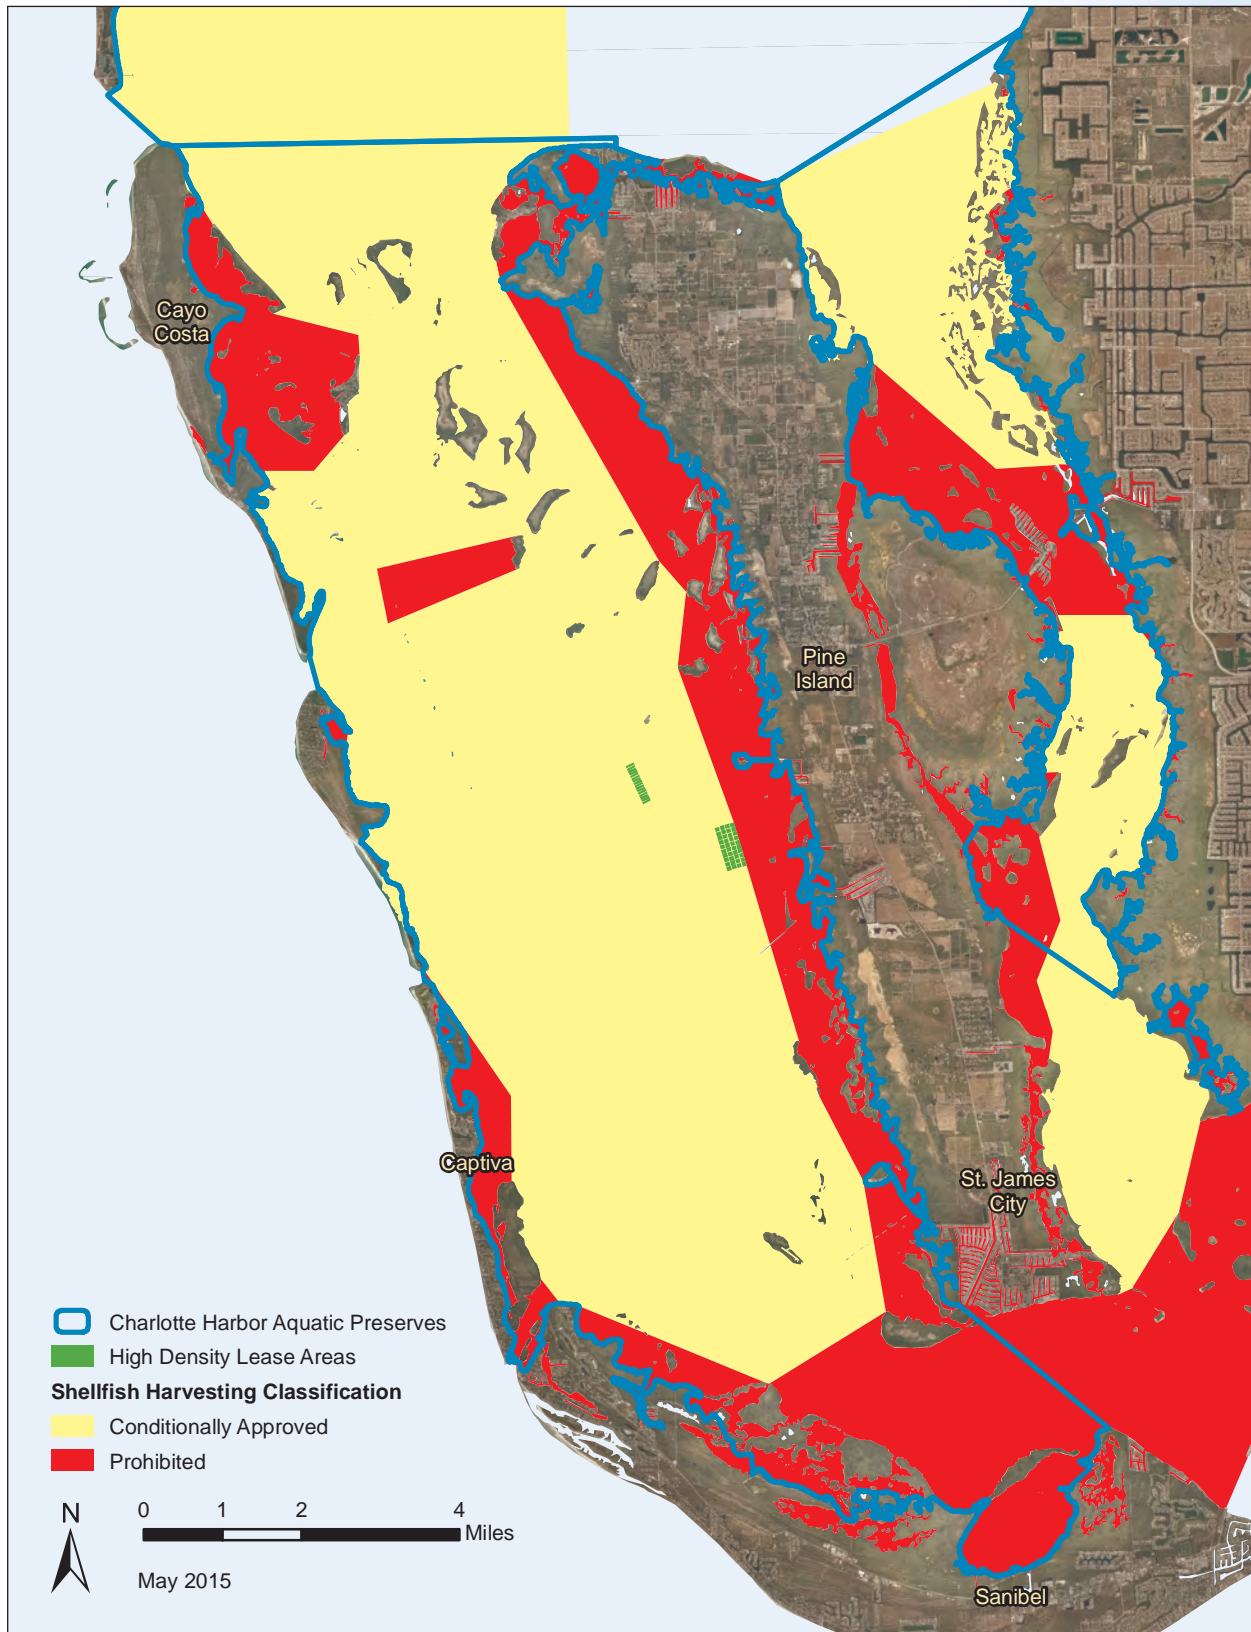 Cayo
Costa
Pine
Island
Captiva
St. James
City
Charlotte Harbor Aquatic Preserves
High Density Lease Areas
Shellfish Harvesting Classification
Conditionally Approved
Prohibited
N
0 1 2 4
Miles
May 2015
Sanibel